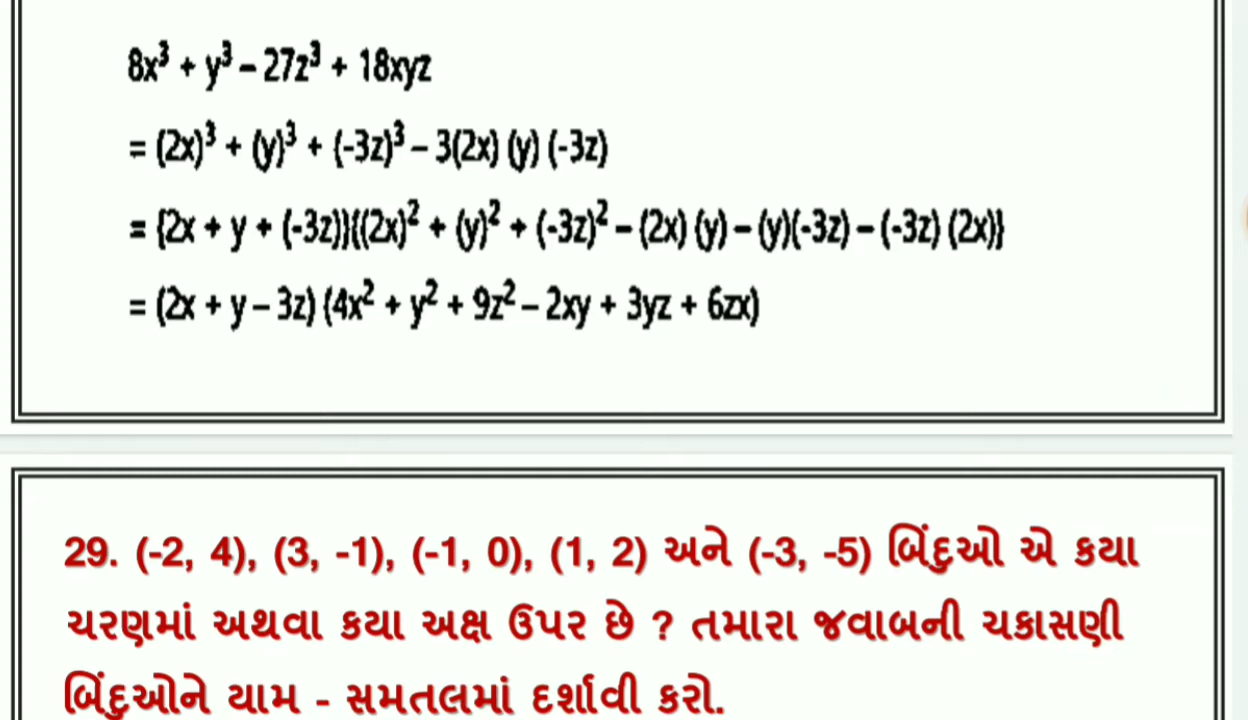 8x³ + y³ – 27z³ + 18xyz
= (2x)³ + (y)³ + (-3z)³ – 3(2x) (y) (-3z)
= {2x + y + (-3z)}{(2x)² + (y)² + (-3z)² – (2x) (y) – (y)(-3z) – (-3z) (2x)}
= (2x + y – 3z) (4x² + y² + 9z² – 2xy + 3yz + 6zx)
29. (-2, 4), (3, -1), (-1, 0), (1, 2) અને (-3, -5) બિંદુઓ એ કયા
ચરણમાં અથવા કયા અક્ષ ઉપર છે ? તમારા જવાબની ચકાસણી
બિંદુઓને યામ - સમતલમાં દર્શાવી કરો.